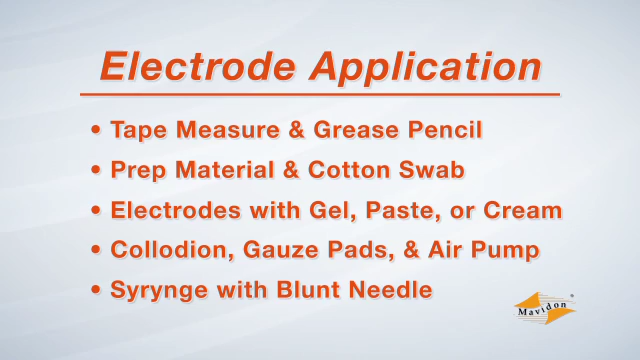 Electrode Application
• Tape Measure & Grease Pencil
• Prep Material & Cotton Swab
• Electrodes with Gel, Paste, or Cream
• Collodion, Gauze Pads, & Air Pump
• Syrynge with Blunt Needle
Mavidon®